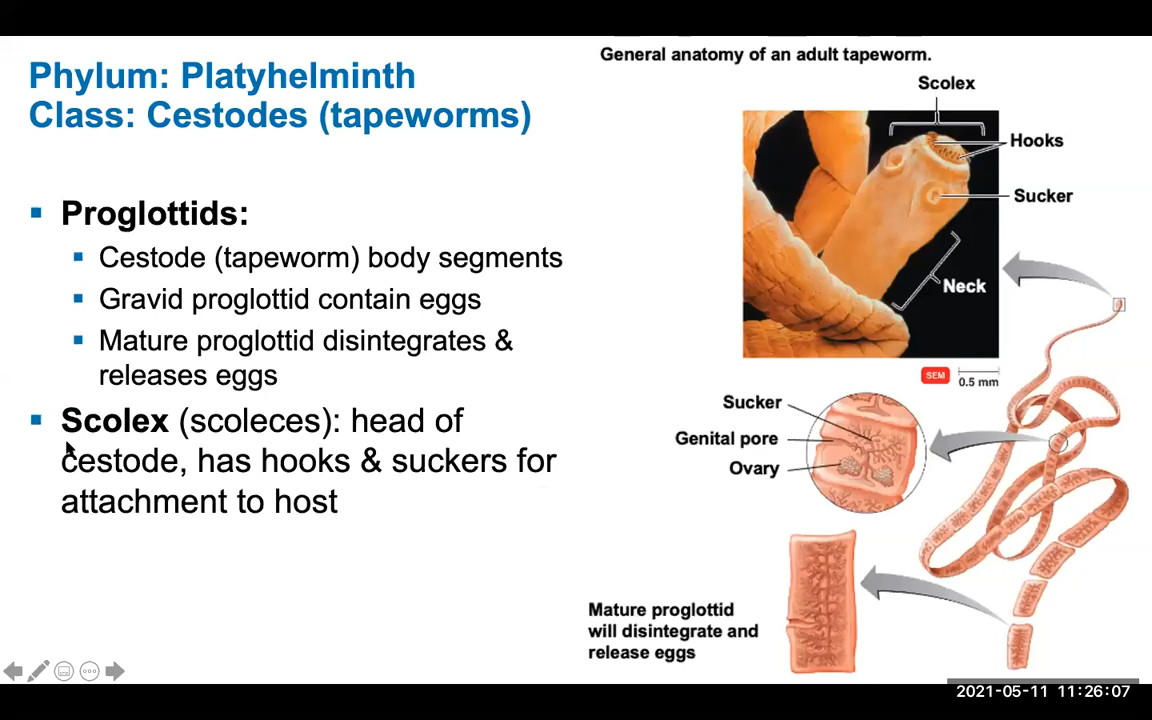 Phylum: Platyhelminth
Class: Cestodes (tapeworms)
Proglottids:
Cestode (tapeworm) body segments
Gravid proglottid contain eggs
Mature proglottid disintegrates &
releases eggs
Scolex (scoleces): head of
cestode, has hooks & suckers for
attachment to host
General anatomy of an adult tapeworm.
Scolex
Hooks
Sucker
Neck
SEM
0.5 mm
Sucker
Genital pore
Ovary
Mature proglottid
will disintegrate and
release eggs
2021-05-11 11:26:07